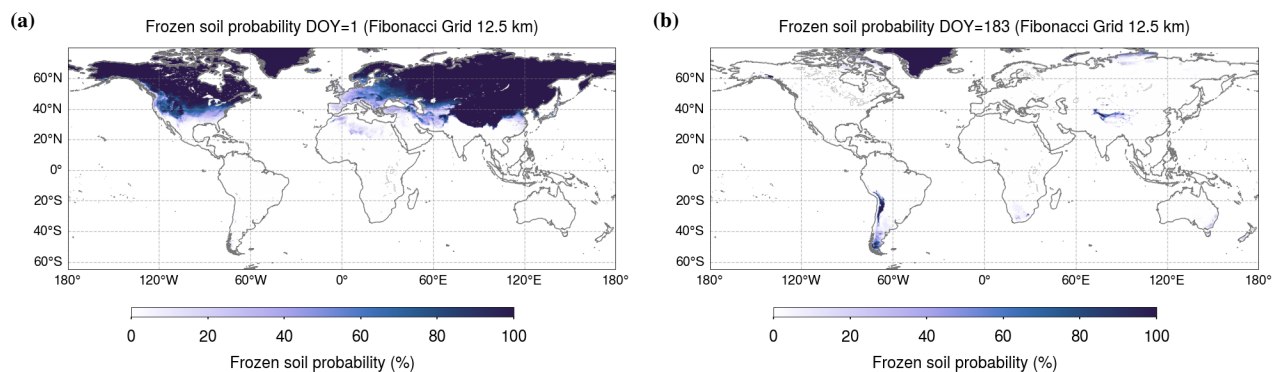 (a)
Frozen soil probability DOY=1 (Fibonacci Grid 12.5 km)
60°N
40°N
20°N
0°
20°S
40°S
60°S
180° 120°W 60°W 0° 60°E 120°E 180°
0 20 40 60 80 100
Frozen soil probability (%)
(b)
Frozen soil probability DOY=183 (Fibonacci Grid 12.5 km)
60°N
40°N
20°N
0°
20°S
40°S
60°S
180° 120°W 60°W 0° 60°E 120°E 180°
0 20 40 60 80 100
Frozen soil probability (%)